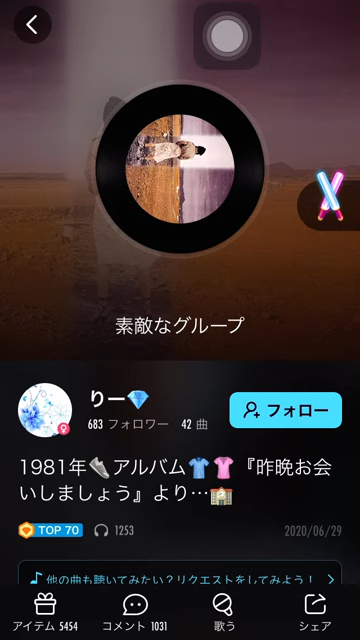 素敵なグループ
りー💎
683 フォロワー 42 曲
フォロー
1981年👟アルバム👕👚『昨晩お会
いしましょう』より…🏫
TOP 70 1253 2020/06/29
他の曲も聴いてみたい?リクエストをしてみよう!
アイテム 5454 コメント 1031 歌う シェア